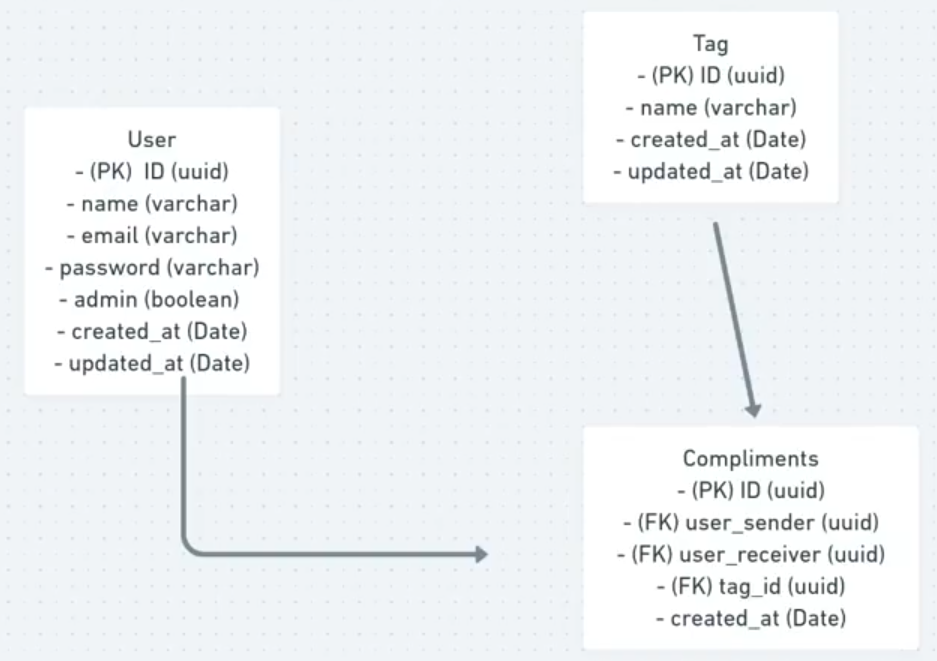 User
- (PK)  ID (uuid)
- name (varchar)
- email (varchar)
- password (varchar)
- admin (boolean)
- created_at (Date)
- updated_at (Date)
Tag
- (PK) ID (uuid)
- name (varchar)
- created_at (Date)
- updated_at (Date)
Compliments
- (PK) ID (uuid)
- (FK) user_sender (uuid)
- (FK) user_receiver (uuid)
- (FK) tag_id (uuid)
- created_at (Date)